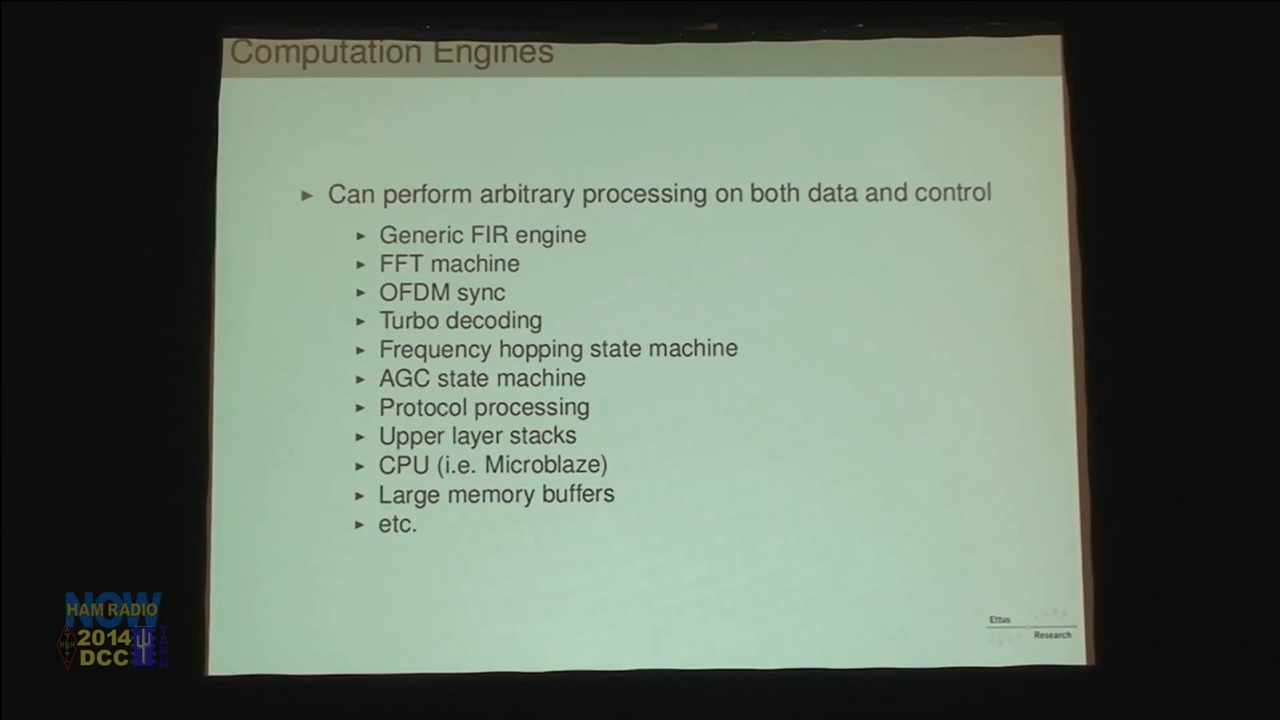 Computation Engines
► Can perform arbitrary processing on both data and control
► Generic FIR engine
► FFT machine
► OFDM sync
► Turbo decoding
► Frequency hopping state machine
► AGC state machine
► Protocol processing
► Upper layer stacks
► CPU (i.e. Microblaze)
► Large memory buffers
► etc.
Ettus
Research
NOW
HAM RADIO
2014
DCC